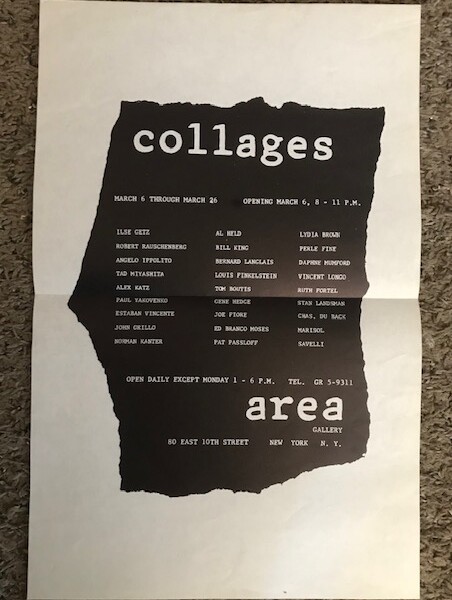 collages
MARCH 6 THROUGH MARCH 26 OPENING MARCH 6, 8 - 11 P.M.
ILSE GETZ AL HELD LYDIA BROWN
ROBERT RAUSCHENBERG BILL KING PERLE FINE
ANGELO IPPOLITO BERNARD LANGLAIS DAPHNE MUMFORD
TAD MIYASHITA LOUIS FINKELSTEIN VINCENT LONGO
ALEX KATZ TOM BOUTIS RUTH FORTEL
PAUL YAKOVENKO GENE HEDGE STAN LANDSMAN
ESTABAN VINCENTE JOE FIORE CHAS. DU BACK
JOHN GRILLO ED BRANCO MOSES MARISOL
NORMAN KANTER PAT PASSLOFF SAVELLI
OPEN DAILY EXCEPT MONDAY 1 - 6 P.M. TEL. GR 5-9311
area
GALLERY
80 EAST 10TH STREET NEW YORK N. Y.